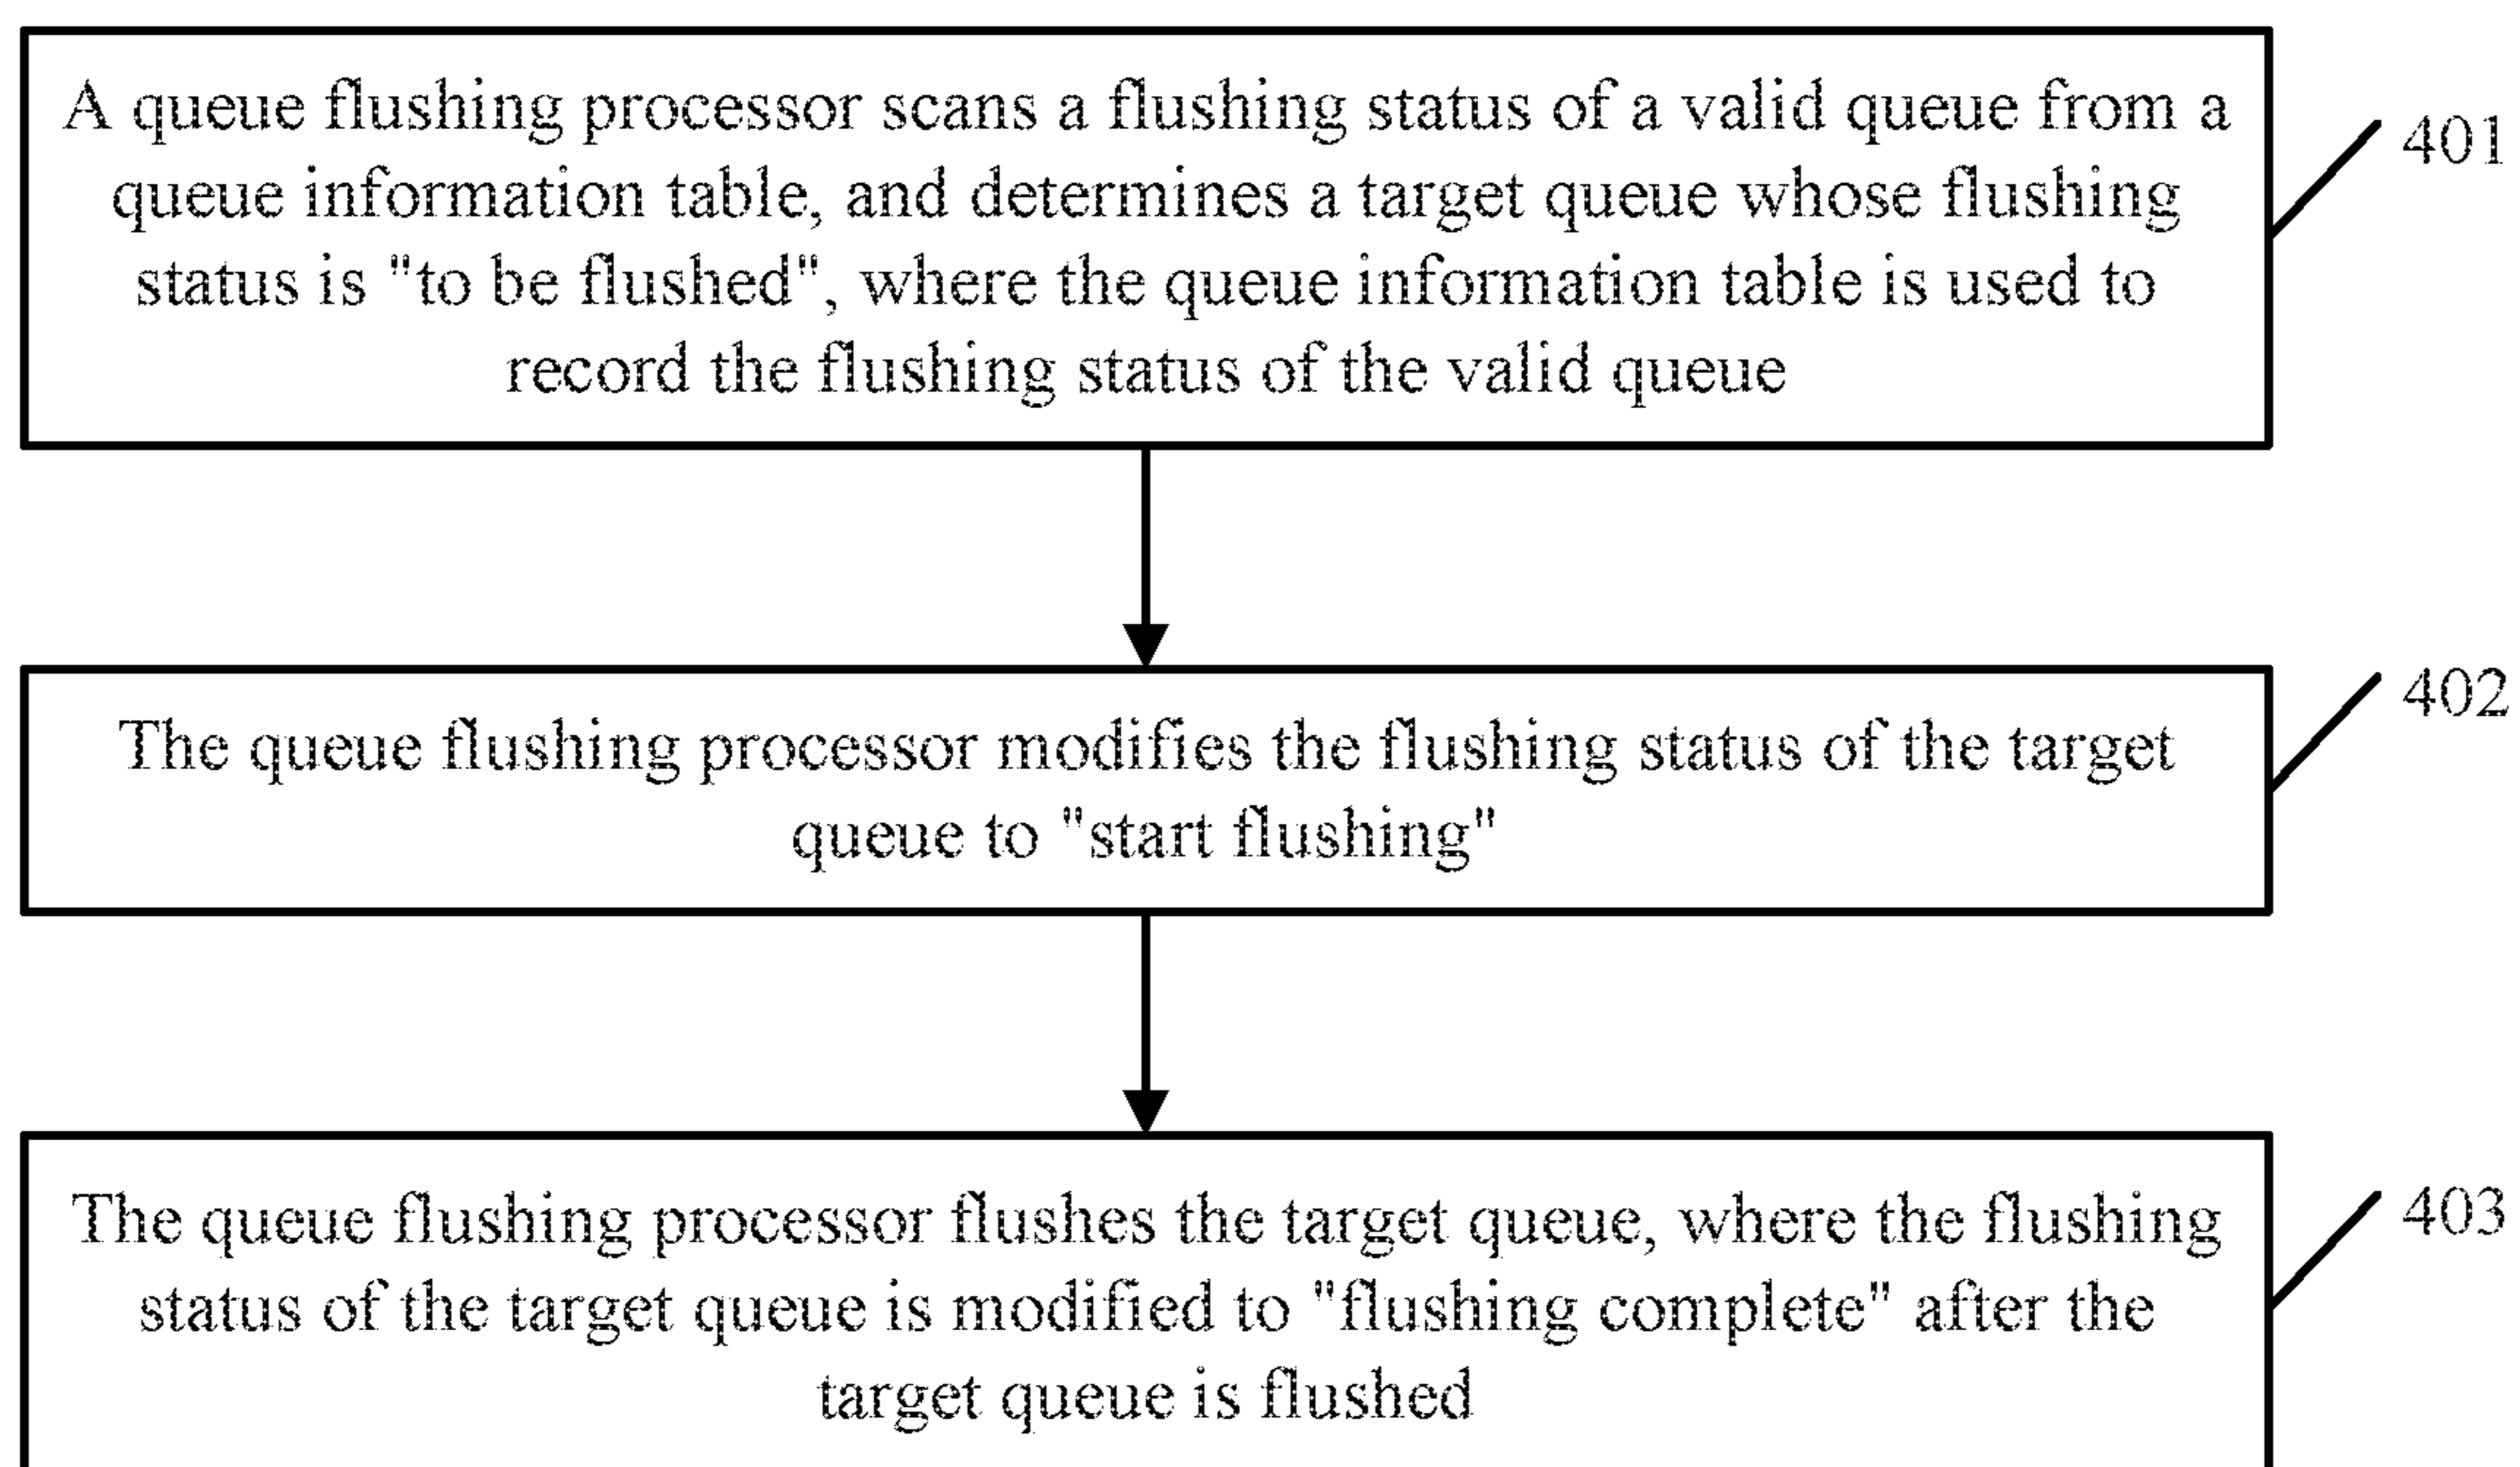 A queue flushing processor scans a flushing status of a valid queue from a
queue information table, and determines a target queue whose flushing
status is "to be flushed", where the queue information table is used to
record the flushing status of the valid queue
401
The queue flushing processor modifies the flushing status of the target
queue to "start flushing"
402
The queue flushing processor flushes the target queue, where the flushing
status of the target queue is modified to "flushing complete" after the
target queue is flushed
403